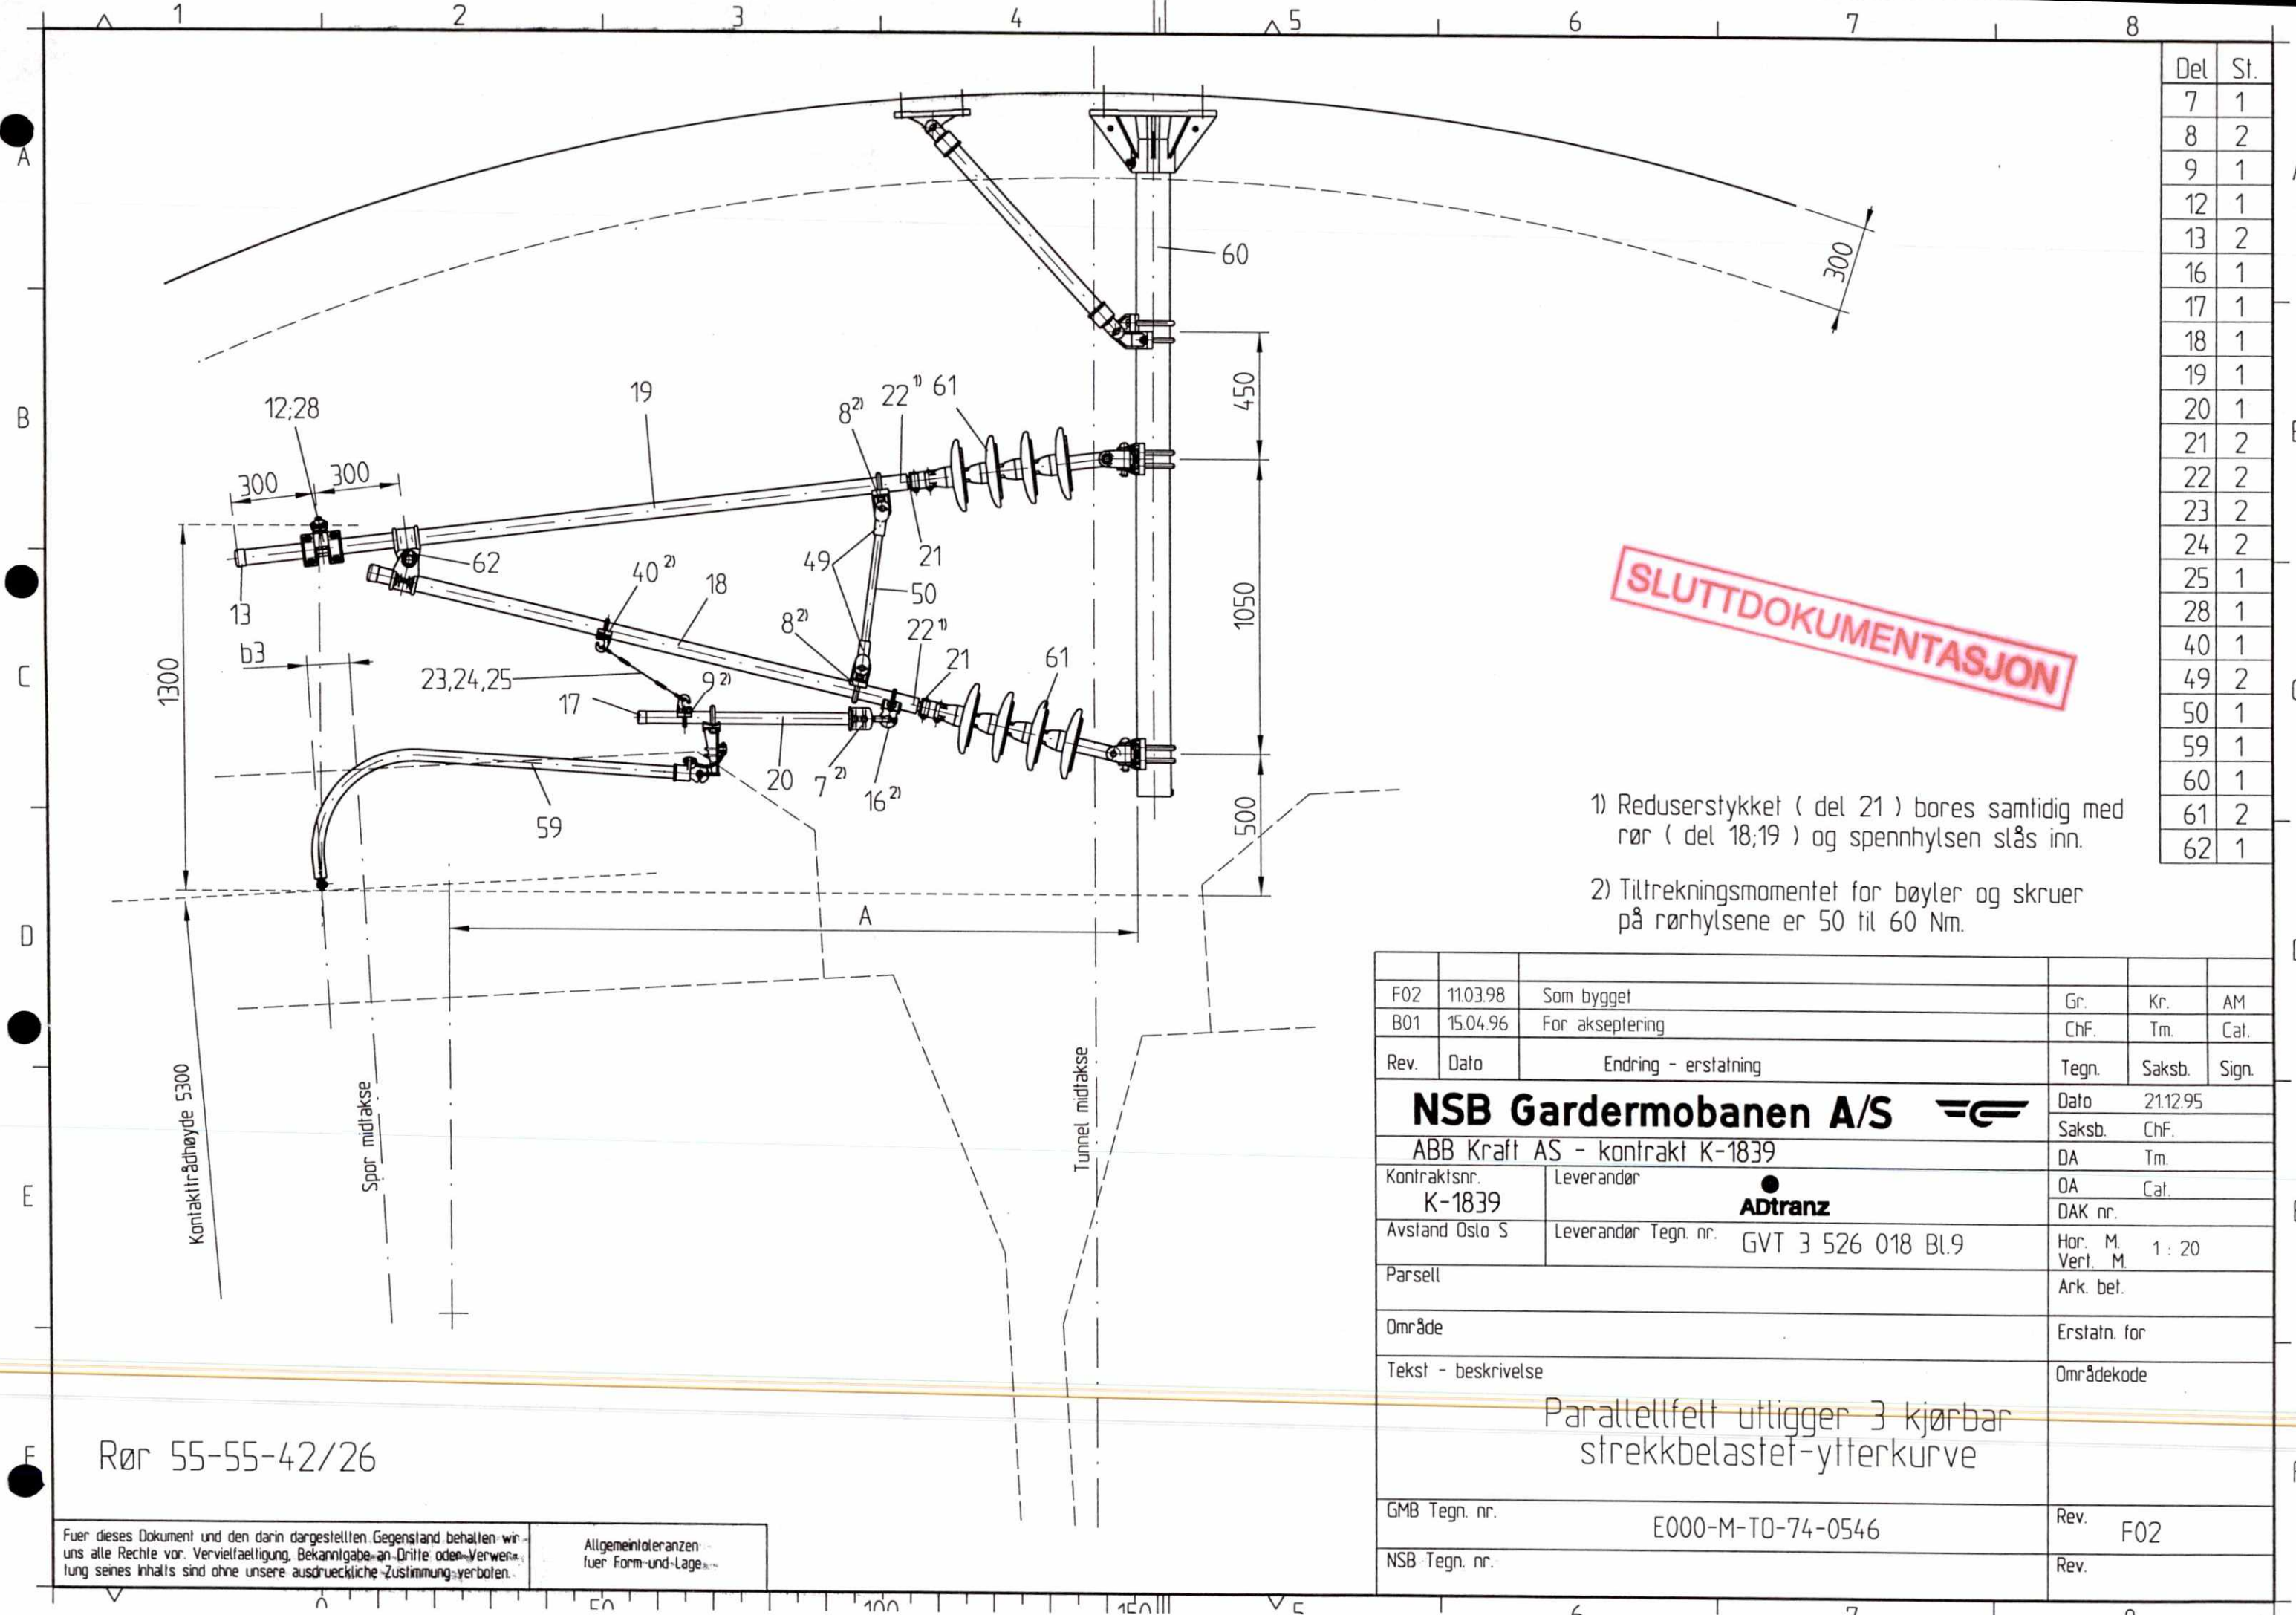 1 2 3 4 5 6 7 8
A
B
C
D
E
F
Del St.
7 1
8 2
9 1
12 1
13 2
16 1
17 1
18 1
19 1
20 1
21 2
22 2
23 2
24 2
25 1
28 1
40 1
49 2
50 1
59 1
60 1
61 2
62 1
60
300
450
19
22 1) 61
8 2)
12;28
300 300
21
62
49
40 2)
18
50
13
8 2)
22 1)
1050
b3
1300
21
61
23,24,25
9 2)
17
20
7 2)
16 2)
59
500
A
SLUTTDOKUMENTASJON
1) Reduserstykket ( del 21 ) bores samtidig med
rør ( del 18;19 ) og spennhylsen slås inn.
2) Tiltrekningsmomentet for bøyler og skruer
på rørhylsene er 50 til 60 Nm.
Kontakttrådhøyde 5300
Spor midtakse
Tunnel midtakse
F02 11.03.98 Som bygget Gr. Kr. AM
B01 15.04.96 For akseptering ChF. Tm. Cat.
Rev. Dato Endring - erstatning Tegn. Saksb. Sign.
NSB Gardermobanen A/S
Dato 21.12.95
Saksb. ChF.
ABB Kraft AS - kontrakt K-1839
DA Tm.
Kontraktsnr.
K-1839
Leverandør
ADtranz
OA Cat.
DAK nr.
Avstand Oslo S
Leverandør Tegn. nr. GVT 3 526 018 Bl.9
Hor. M.
Vert. M.
1 : 20
Parsell
Ark. bet.
Område
Erstatn. for
Tekst - beskrivelse
Områdekode
Parallellfelt utligger 3 kjørbar
strekkbelastet-ytterkurve
GMB Tegn. nr.
E000-M-TO-74-0546
Rev.
F02
NSB Tegn. nr.
Rev.
Rør 55-55-42/26
Fuer dieses Dokument und den darin dargestellten Gegenstand behalten wir
uns alle Rechte vor. Vervielfaeltigung, Bekanntgabe an Dritte oder Verwer-
tung seines Inhalts sind ohne unsere ausdrueckliche Zustimmung verboten.
Allgemeintoleranzen
fuer Form-und-Lage
0 50 100 150
5 6 7 8